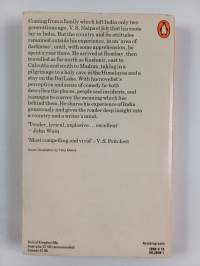 Coming from a family which left India only two
generations ago, V. S. Naipaul felt that his roots
lay in India. But the country and its attitudes
remained outside his experience, in an 'area of
darkness', until, with some apprehension, he
spent a year there. He arrived at Bombay, then
travelled as far north as Kashmir, east to
Calcutta and south to Madras, taking in a
pilgrimage to a holy cave in the Himalayas and a
stay on the Dal Lake. With his novelist's
perception and sense of comedy he both
describes the places, people and incidents, and
manages to convey the meaning which lies
behind them. He shares his experience of India
generously and gives the reader deep insight into
a country and a writer's mind.
'Tender, lyrical, explosive . . . excellent'
– John Wain
'Most compelling and vivid' – V. S. Pritchett